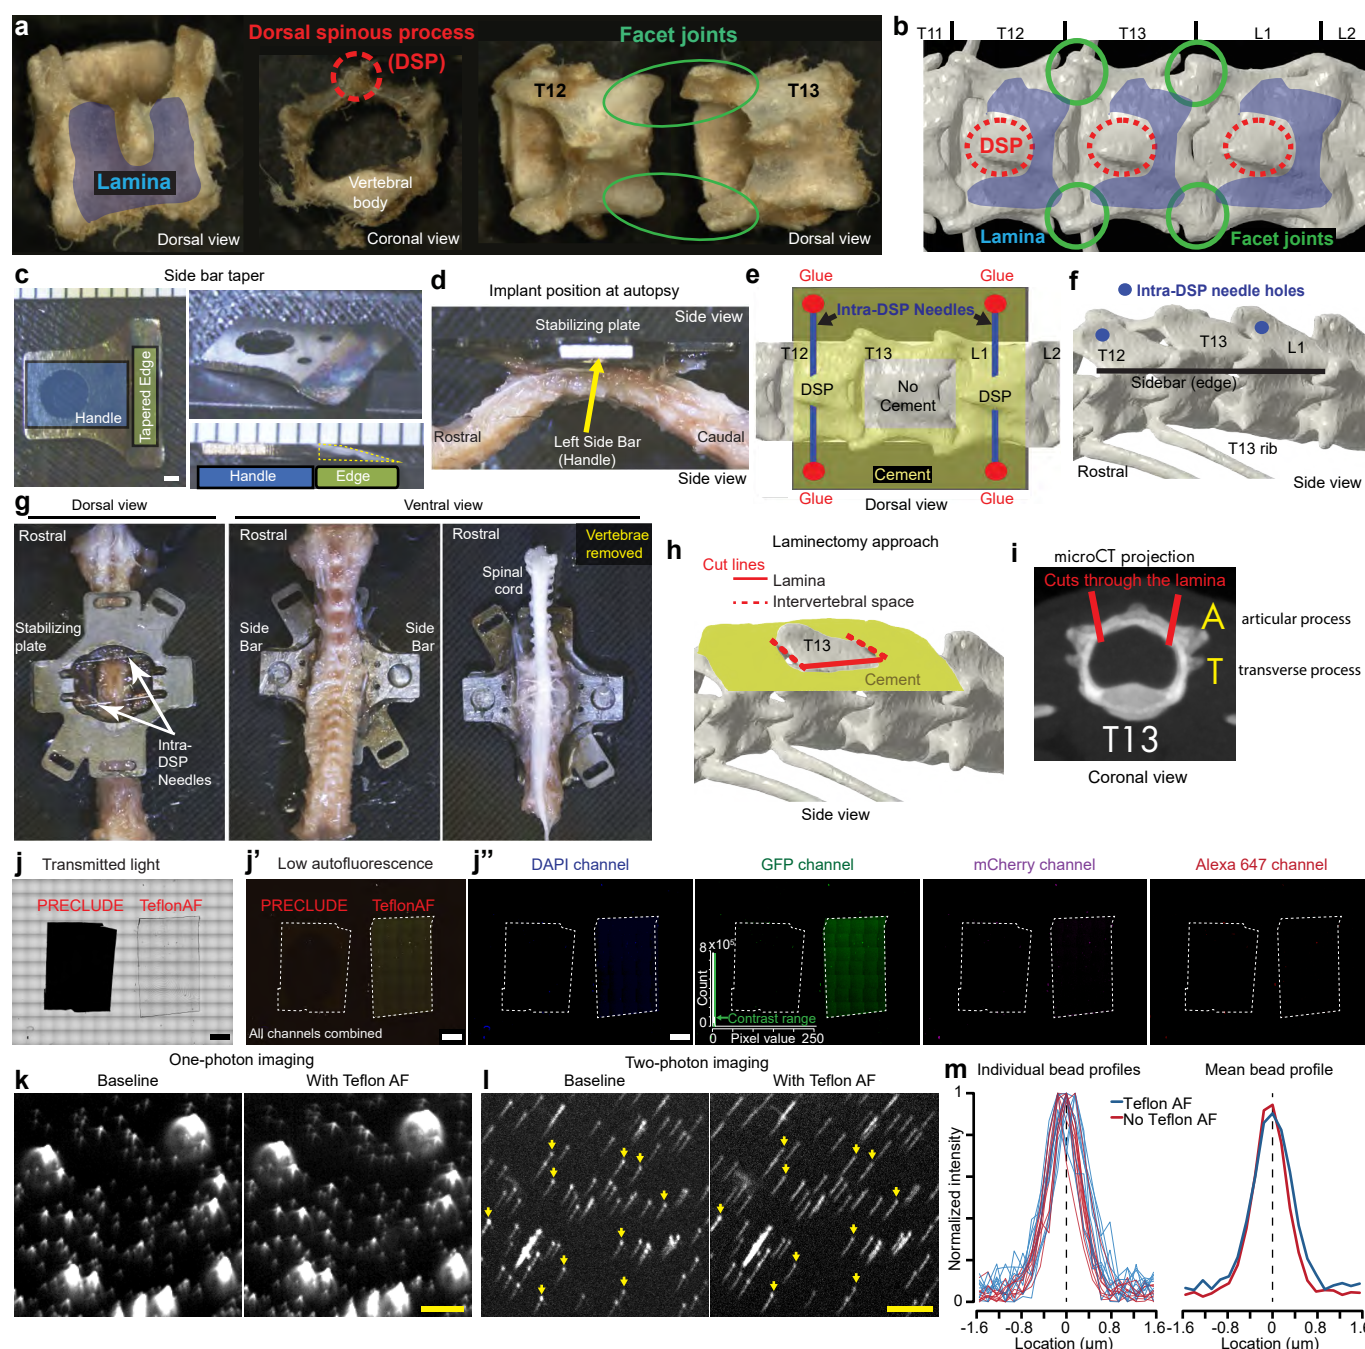 a
Dorsal spinous process
(DSP)
Facet joints
T12
T13
Lamina
Vertebral
body
Dorsal view
Coronal view
Dorsal view
b
T11
T12
T13
L1
L2
DSP
Lamina
Facet joints
c
Side bar taper
Handle
Tapered Edge
Handle
Edge
d
Implant position at autopsy
Side view
Stabilizing plate
Rostral
Caudal
Left Side Bar
(Handle)
Side view
e
Glue
Glue
Intra-DSP Needles
T12
T13
L1
L2
DSP
No
Cement
DSP
Cement
Glue
Glue
Dorsal view
f
Intra-DSP needle holes
T12
T13
L1
Sidebar (edge)
T13 rib
Rostral
Side view
g
Dorsal view
Ventral view
Rostral
Rostral
Rostral
Vertebrae
removed
Spinal
cord
Stabilizing
plate
Side
Bar
Side
Bar
Intra-
DSP
Needles
h
Laminectomy approach
Cut lines
Lamina
Intervertebral space
T13
Cement
Side view
i
microCT projection
Cuts through the lamina
A
articular process
T
transverse process
T13
Coronal view
j
Transmitted light
PRECLUDE
TeflonAF
j'
Low autofluorescence
PRECLUDE
TeflonAF
All channels combined
j''
DAPI channel
GFP channel
mCherry channel
Alexa 647 channel
8
x10⁵
Count
0
Contrast range
0
Pixel value
250
One-photon imaging
k
Baseline
With Teflon AF
Two-photon imaging
l
Baseline
With Teflon AF
m
Individual bead profiles
Mean bead profile
Teflon AF
No Teflon AF
1
Normalized intensity
0
-1.6
-0.8
0
0.8
1.6
Location (µm)
-1.6
-0.8
0
0.8
1.6
Location (µm)